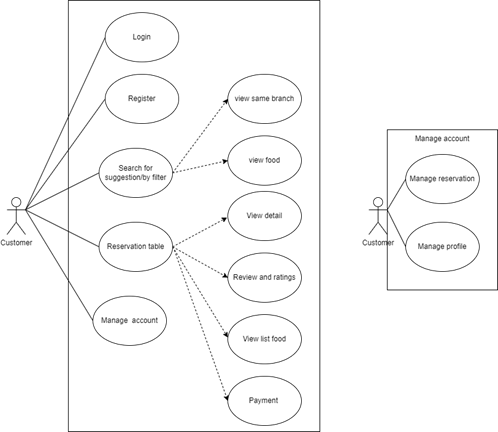 Login
Register
view same branch
Manage account
Search for
suggestion/by filter
view food
Manage reservation
View detail
Customer
Customer
Reservation table
Manage profile
Review and ratings
Manage  account
View list food
Payment